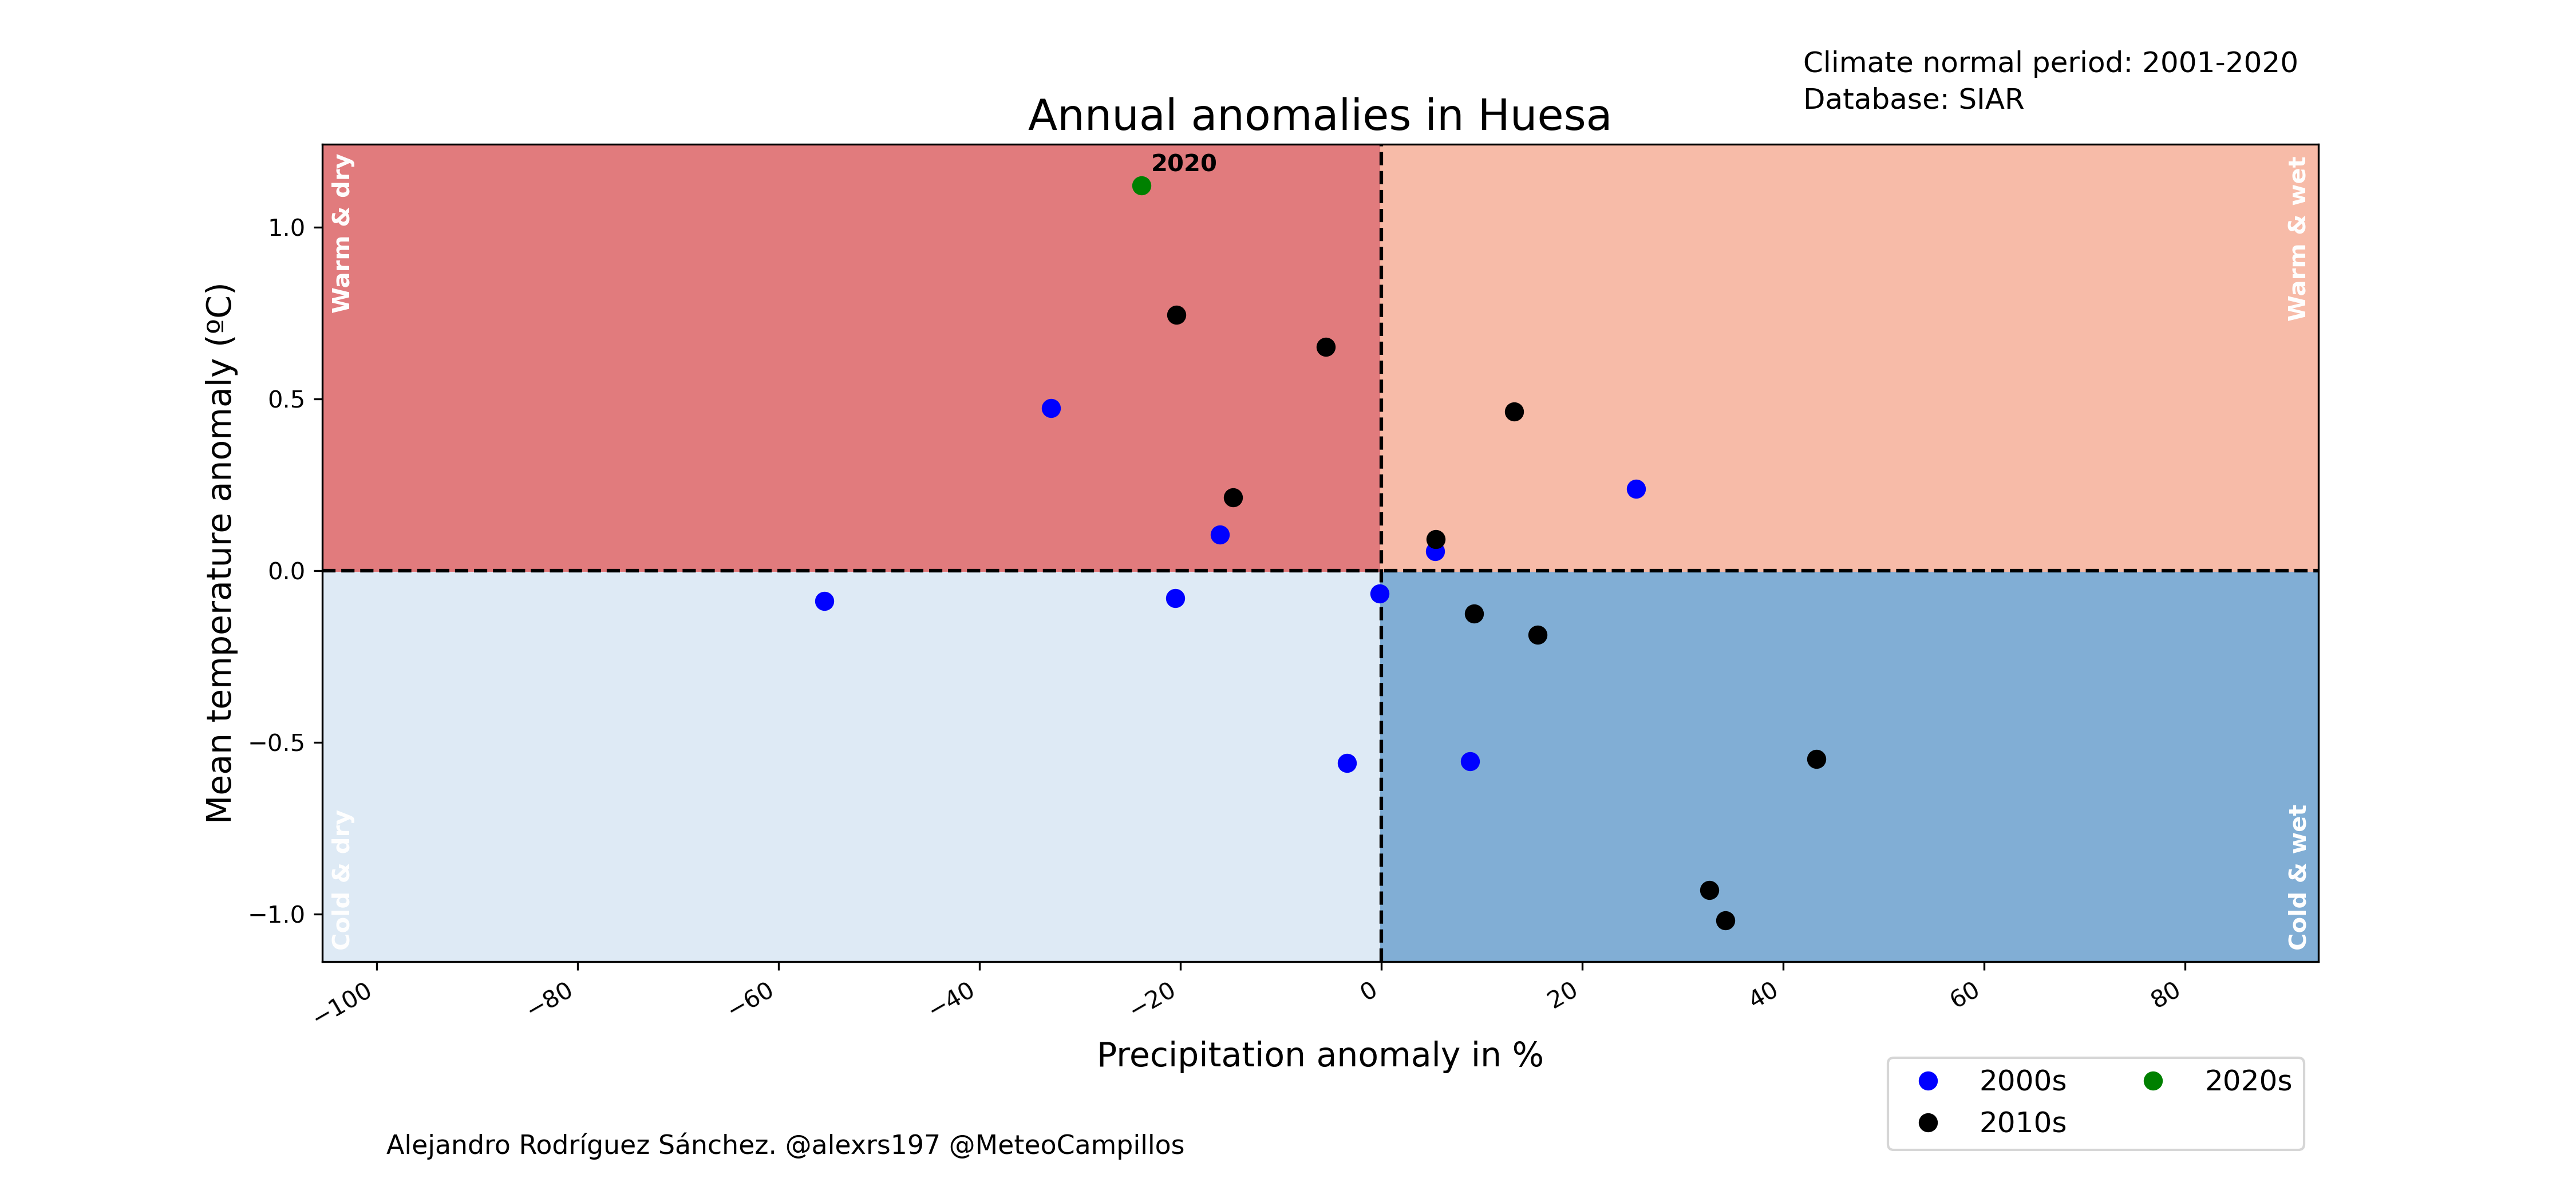 Climate normal period: 2001-2020
Database: SIAR
Annual anomalies in Huesa
2020
Warm & dry
Warm & wet
Cold & dry
Cold & wet
Mean temperature anomaly (ºC)
1.0
0.5
0.0
−0.5
−1.0
−100
−80
−60
−40
−20
0
20
40
60
80
Precipitation anomaly in %
2000s
2010s
2020s
Alejandro Rodríguez Sánchez. @alexrs197 @MeteoCampillos